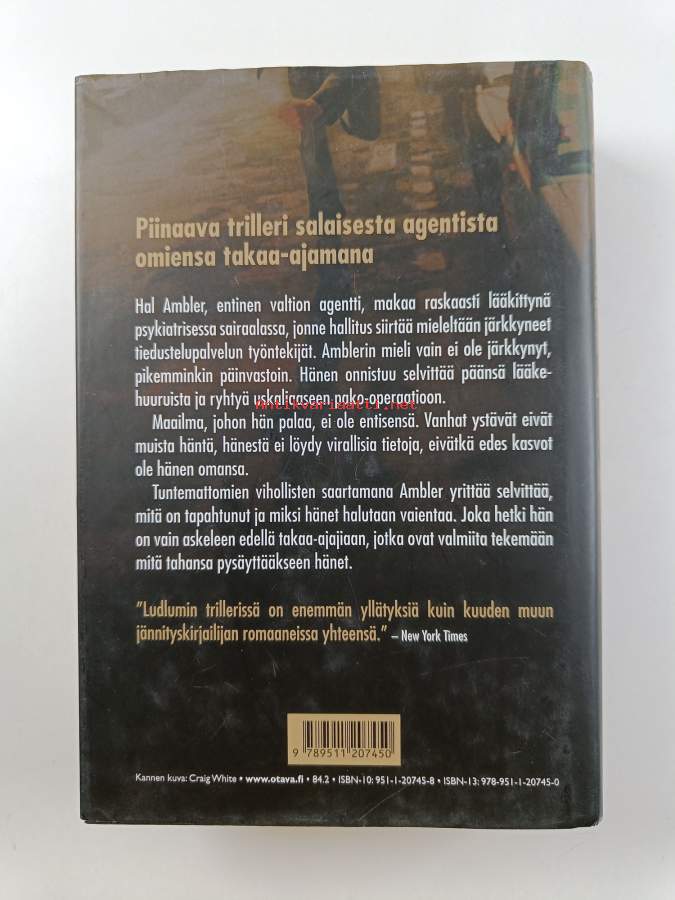 Piinaava trilleri salaisesta agentista
omiensa takaa-ajamana
Hal Ambler, entinen valtion agentti, makaa raskaasti lääkittynä
psykiatrisessa sairaalassa, jonne hallitus siirtää mieleltään järkkyneet
tiedustelupalvelun työntekijät. Amblerin mieli vain ei ole järkkynyt,
pikemminkin päinvastoin. Hänen onnistuu selvittää päänsä lääke-
huuruista ja ryhtyä uskaliaaseen pako-operaatioon.
Antikvariaatti.net
Maailma, johon hän palaa, ei ole entisensä. Vanhat ystävät eivät
muista häntä, hänestä ei löydy virallisia tietoja, eivätkä edes kasvot
ole hänen omansa.
Tuntemattomien vihollisten saartamana Ambler yrittää selvittää,
mitä on tapahtunut ja miksi hänet halutaan vaientaa. Joka hetki hän
on vain askeleen edellä takaa-ajajiaan, jotka ovat valmiita tekemään
mitä tahansa pysäyttääkseen hänet.
”Ludlumin trillerissä on enemmän yllätyksiä kuin kuuden muun
jännityskirjailijan romaaneissa yhteensä.” – New York Times
9 789511 207450
Kannen kuva: Craig White • www.otava.fi • 84.2 • ISBN-10: 951-1-20745-8 • ISBN-13: 978-951-1-20745-0